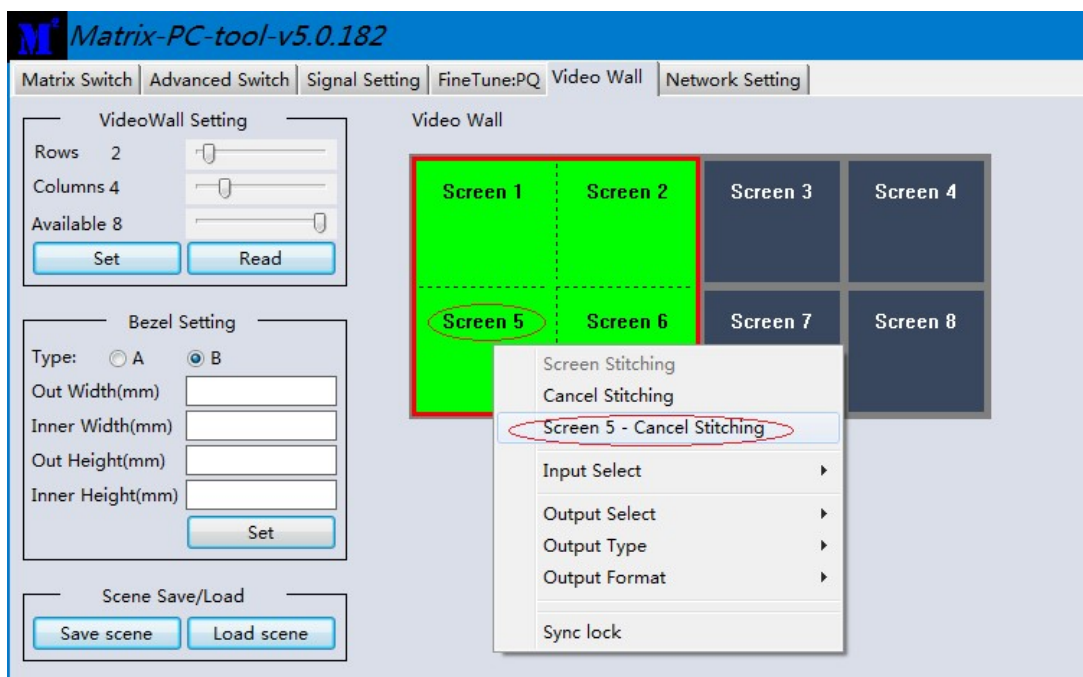 M² Matrix-PC-tool-v5.0.182
Matrix Switch Advanced Switch Signal Setting FineTune:PQ Video Wall Network Setting
VideoWall Setting
Rows 2
Columns 4
Available 8
Set Read
Bezel Setting
Type: A B
Out Width(mm)
Inner Width(mm)
Out Height(mm)
Inner Height(mm)
Set
Scene Save/Load
Save scene Load scene
Video Wall
Screen 1 Screen 2 Screen 3 Screen 4
Screen 5 Screen 6 Screen 7 Screen 8
Screen Stitching
Cancel Stitching
Screen 5 - Cancel Stitching
Input Select
Output Select
Output Type
Output Format
Sync lock